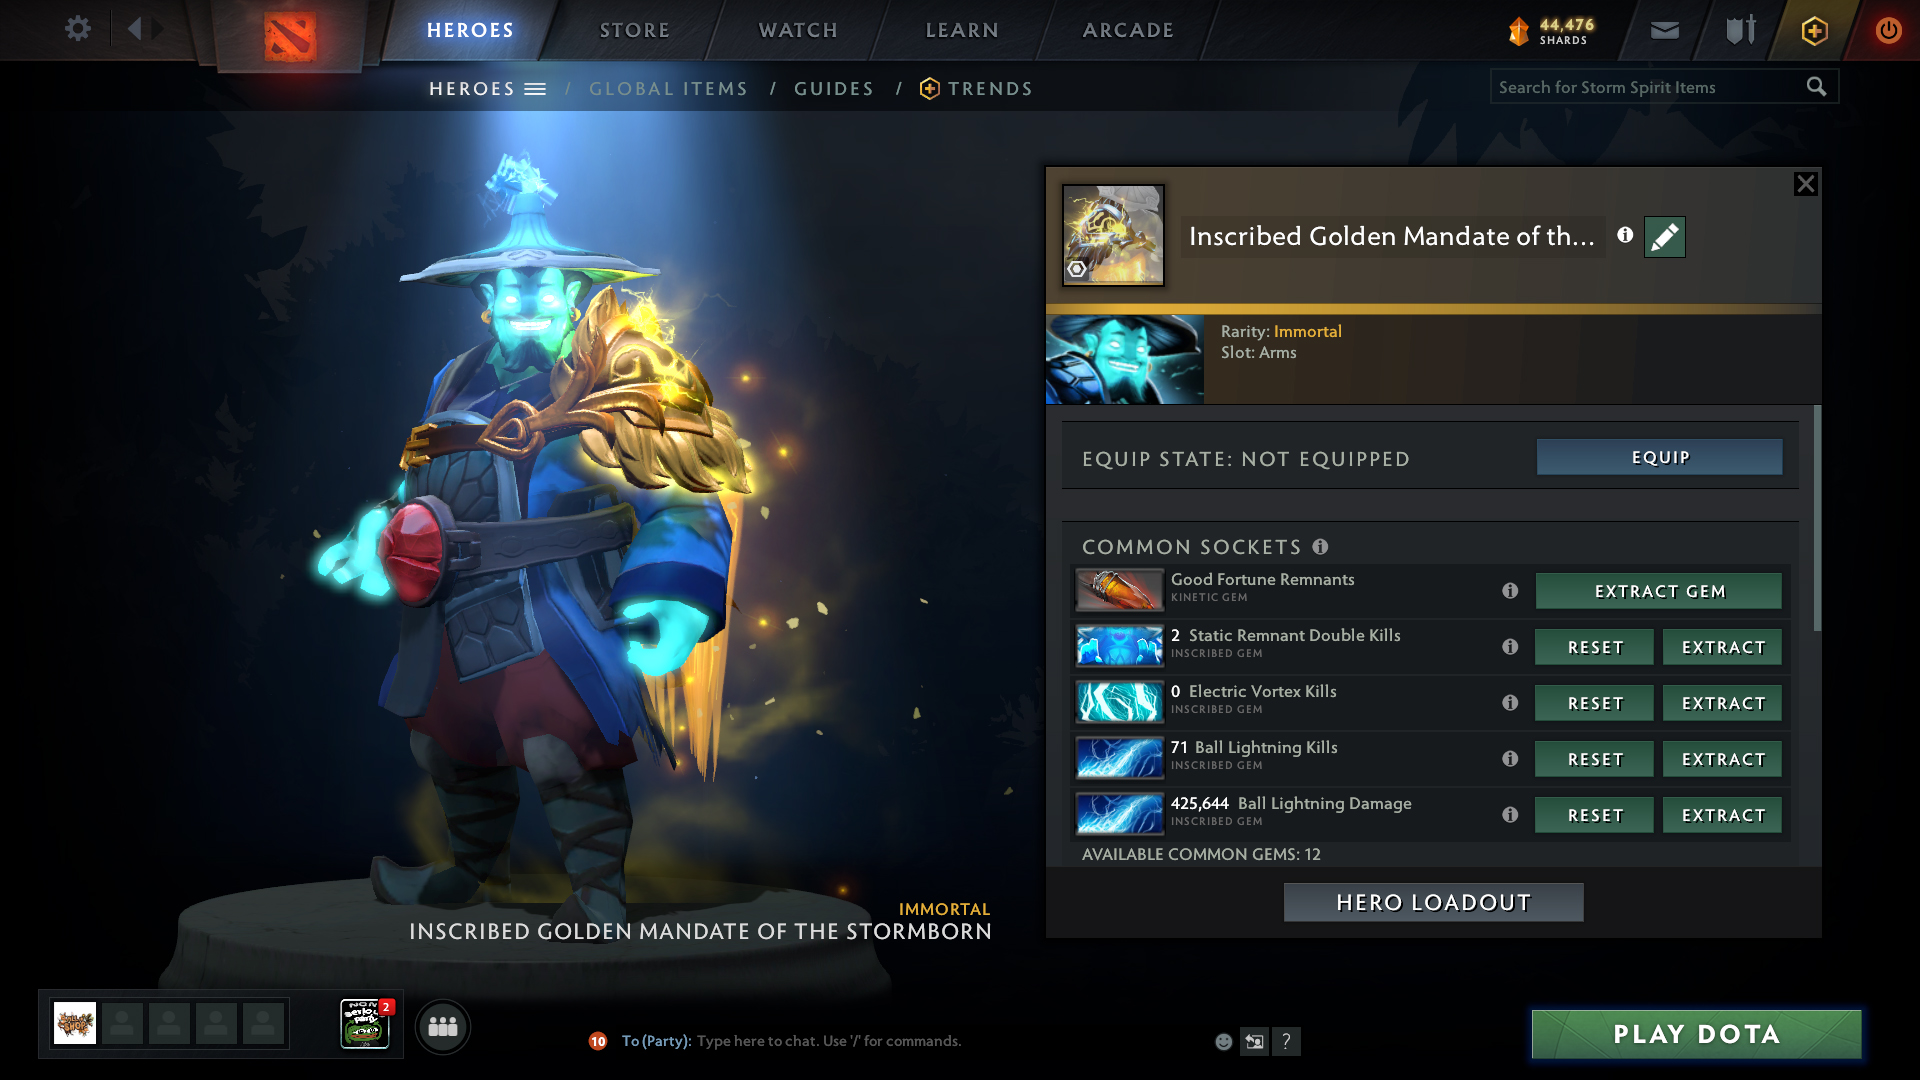 HEROES
STORE
WATCH
LEARN
ARCADE
44,476
SHARDS
HEROES / GLOBAL ITEMS / GUIDES / TRENDS
Search for Storm Spirit Items
Inscribed Golden Mandate of th...
Rarity: Immortal
Slot: Arms
EQUIP STATE: NOT EQUIPPED
EQUIP
COMMON SOCKETS
Good Fortune Remnants
KINETIC GEM
EXTRACT GEM
2 Static Remnant Double Kills
INSCRIBED GEM
RESET
EXTRACT
0 Electric Vortex Kills
INSCRIBED GEM
RESET
EXTRACT
71 Ball Lightning Kills
INSCRIBED GEM
RESET
EXTRACT
425,644 Ball Lightning Damage
INSCRIBED GEM
RESET
EXTRACT
AVAILABLE COMMON GEMS: 12
HERO LOADOUT
IMMORTAL
INSCRIBED GOLDEN MANDATE OF THE STORMBORN
2
10
To (Party): Type here to chat. Use '/' for commands.
?
PLAY DOTA